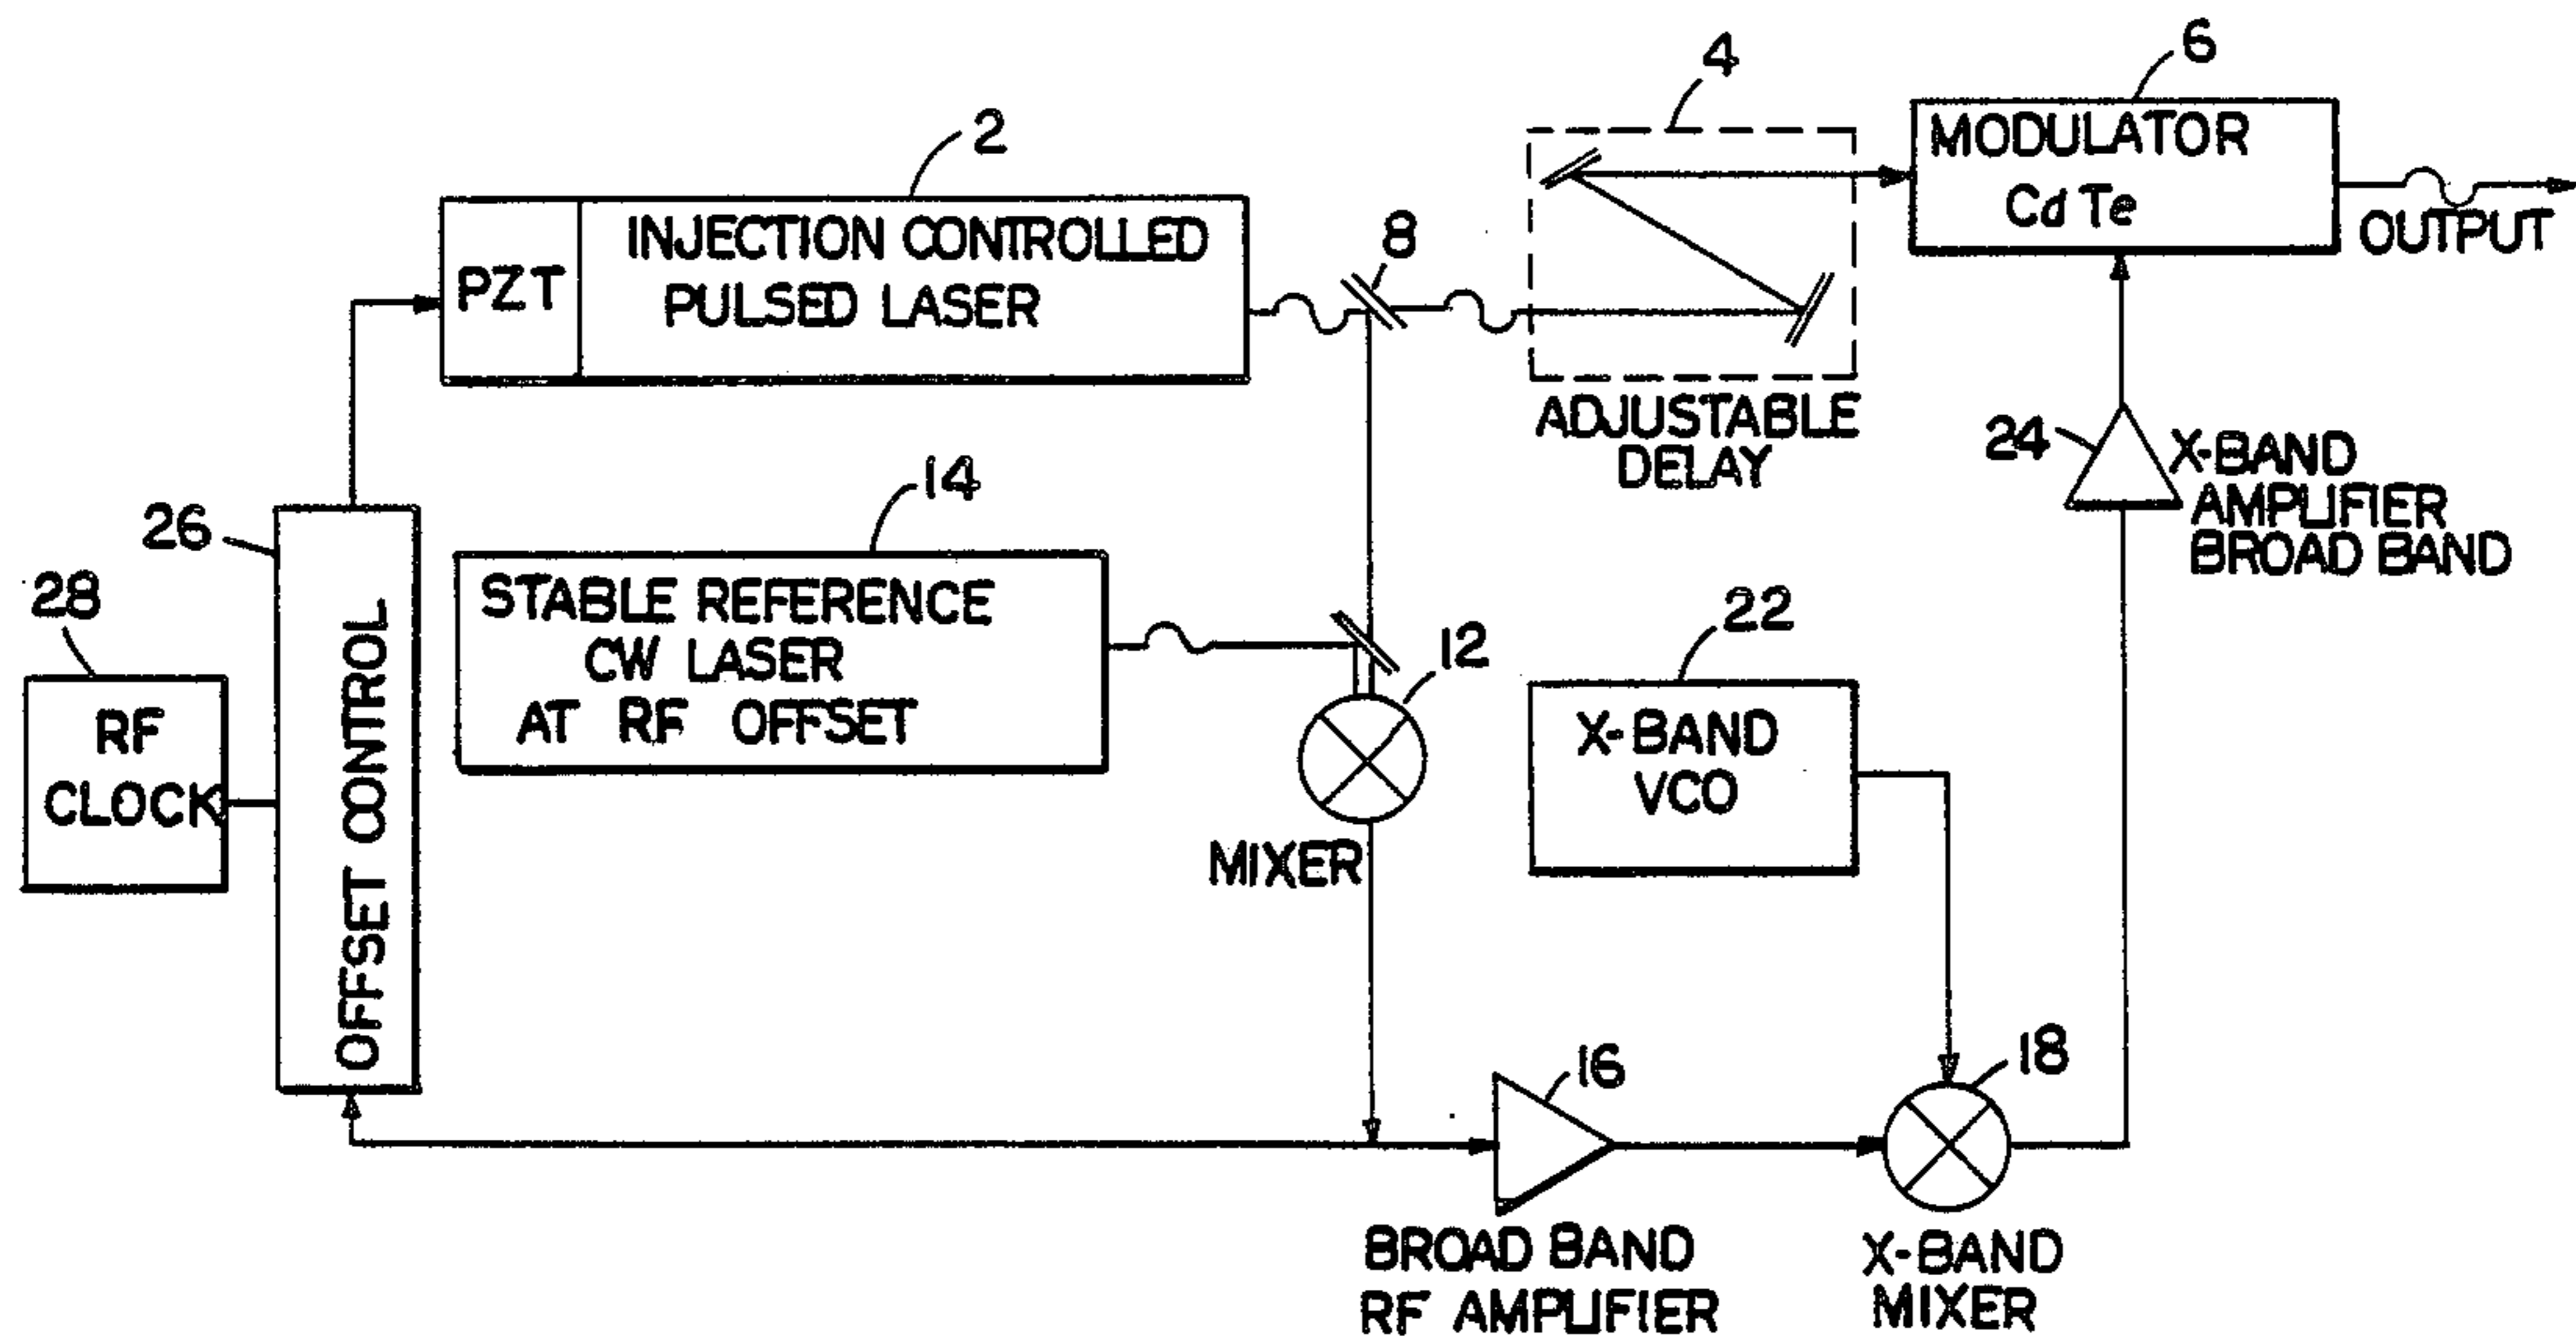 4
6
MODULATOR
Cd Te
OUTPUT
2
PZT
INJECTION CONTROLLED
PULSED LASER
8
ADJUSTABLE
DELAY
24
X-BAND
AMPLIFIER
BROAD BAND
14
STABLE REFERENCE
CW LASER
AT RF OFFSET
26
OFFSET CONTROL
28
RF
CLOCK
12
MIXER
22
X-BAND
VCO
16
BROAD BAND
RF AMPLIFIER
18
X-BAND
MIXER